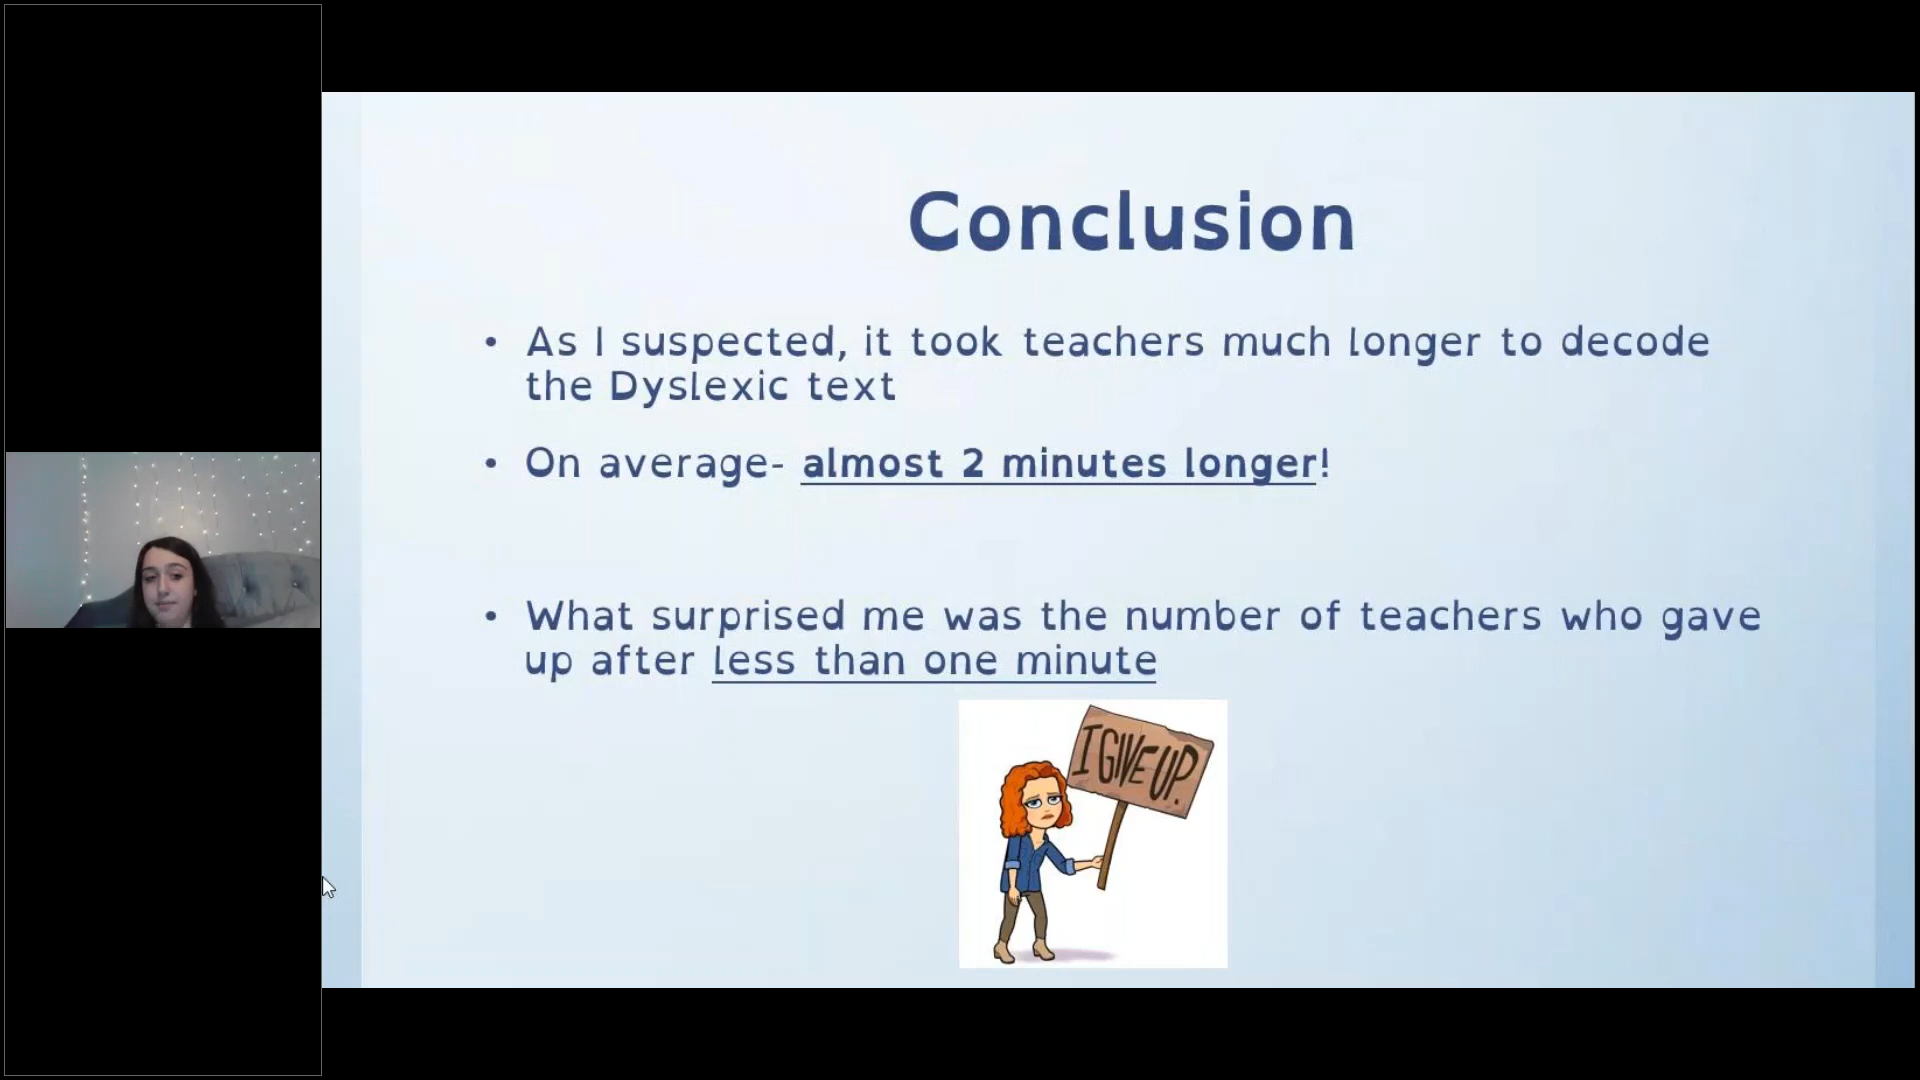 Conclusion
• As I suspected, it took teachers much longer to decode
the Dyslexic text
• On average- almost 2 minutes longer!
• What surprised me was the number of teachers who gave
up after less than one minute
I GIVE UP.